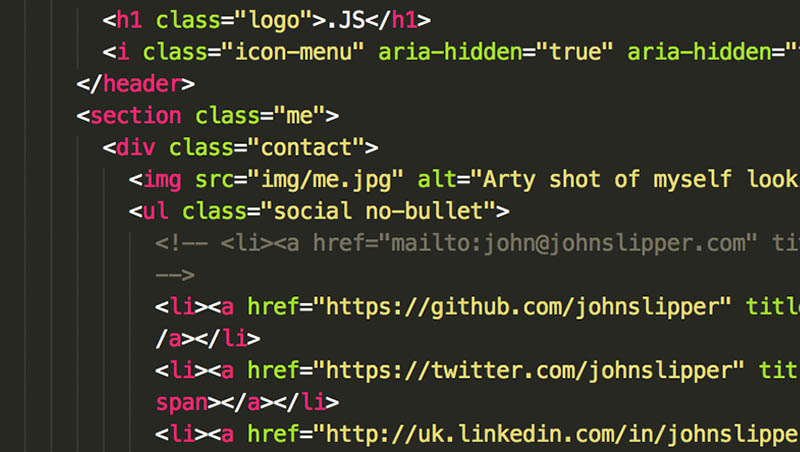 <h1 class="logo">.JS</h1>
<i class="icon-menu" aria-hidden="true" aria-hidden="
</header>
<section class="me">
<div class="contact">
<img src="img/me.jpg" alt="Arty shot of myself look
<ul class="social no-bullet">
<!-- <li><a href="mailto:john@johnslipper.com" ti
-->
<li><a href="https://github.com/johnslipper" title
/a></li>
<li><a href="https://twitter.com/johnslipper" tit
span></a></li>
<li><a href="http://uk.linkedin.com/in/johnslippe